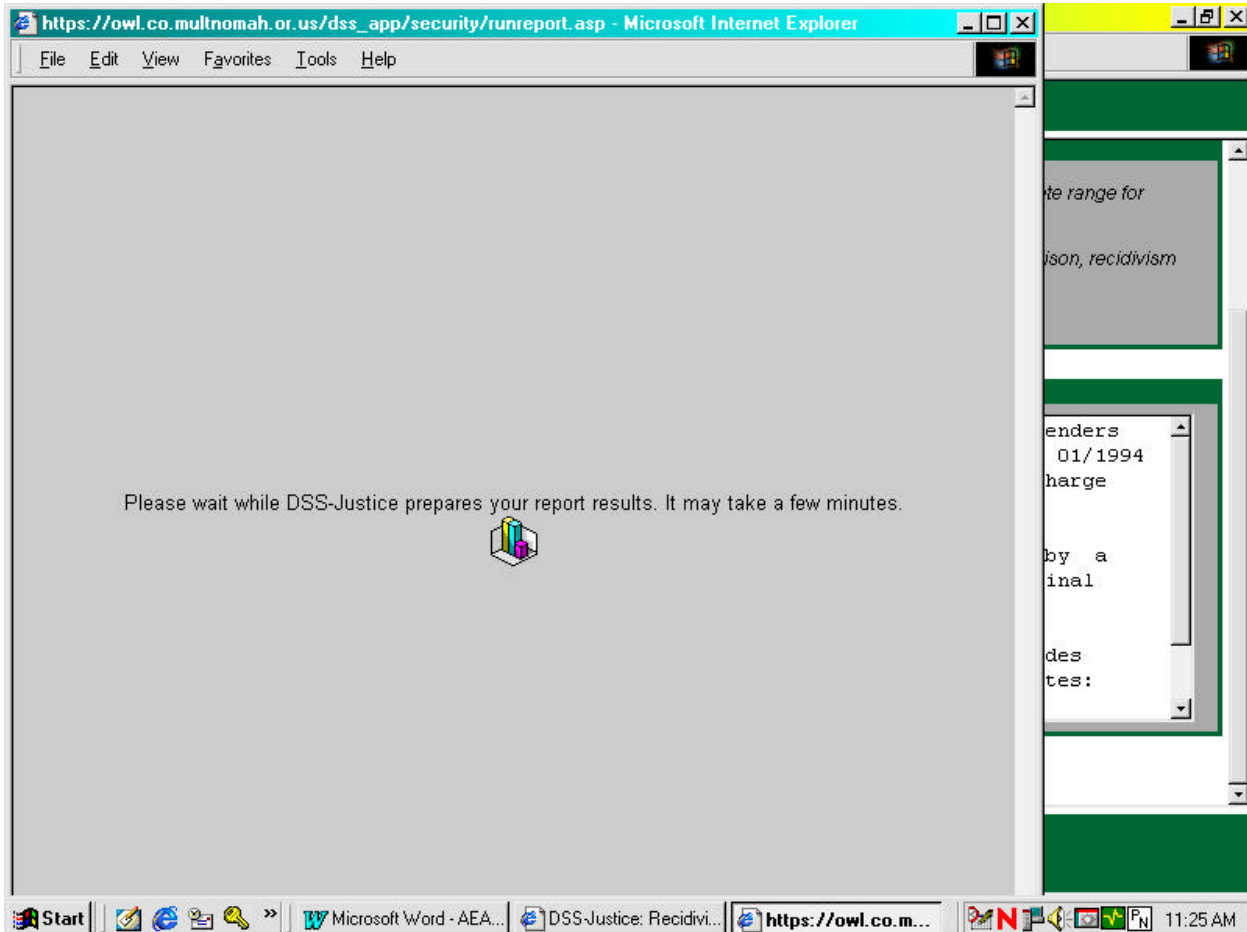 https://owl.co.multnomah.or.us/dss_app/security/runreport.asp - Microsoft Internet Explorer
File Edit View Favorites Tools Help
te range for
ison, recidivism
enders
01/1994
harge
Please wait while DSS-Justice prepares your report results. It may take a few minutes.
by a
inal
des
tes:
Start » Microsoft Word - AEA... DSS-Justice: Recidivi... https://owl.co.m... N PN 11:25 AM